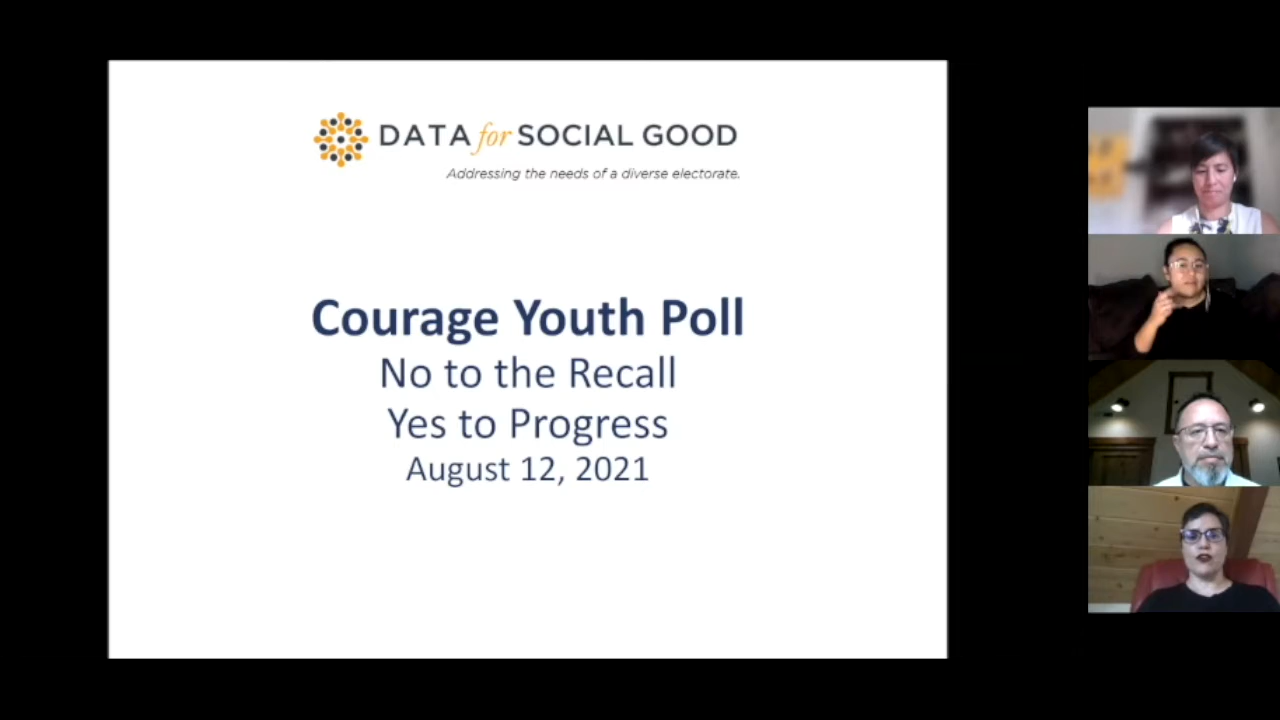 DATA for SOCIAL GOOD
Addressing the needs of a diverse electorate.
Courage Youth Poll
No to the Recall
Yes to Progress
August 12, 2021